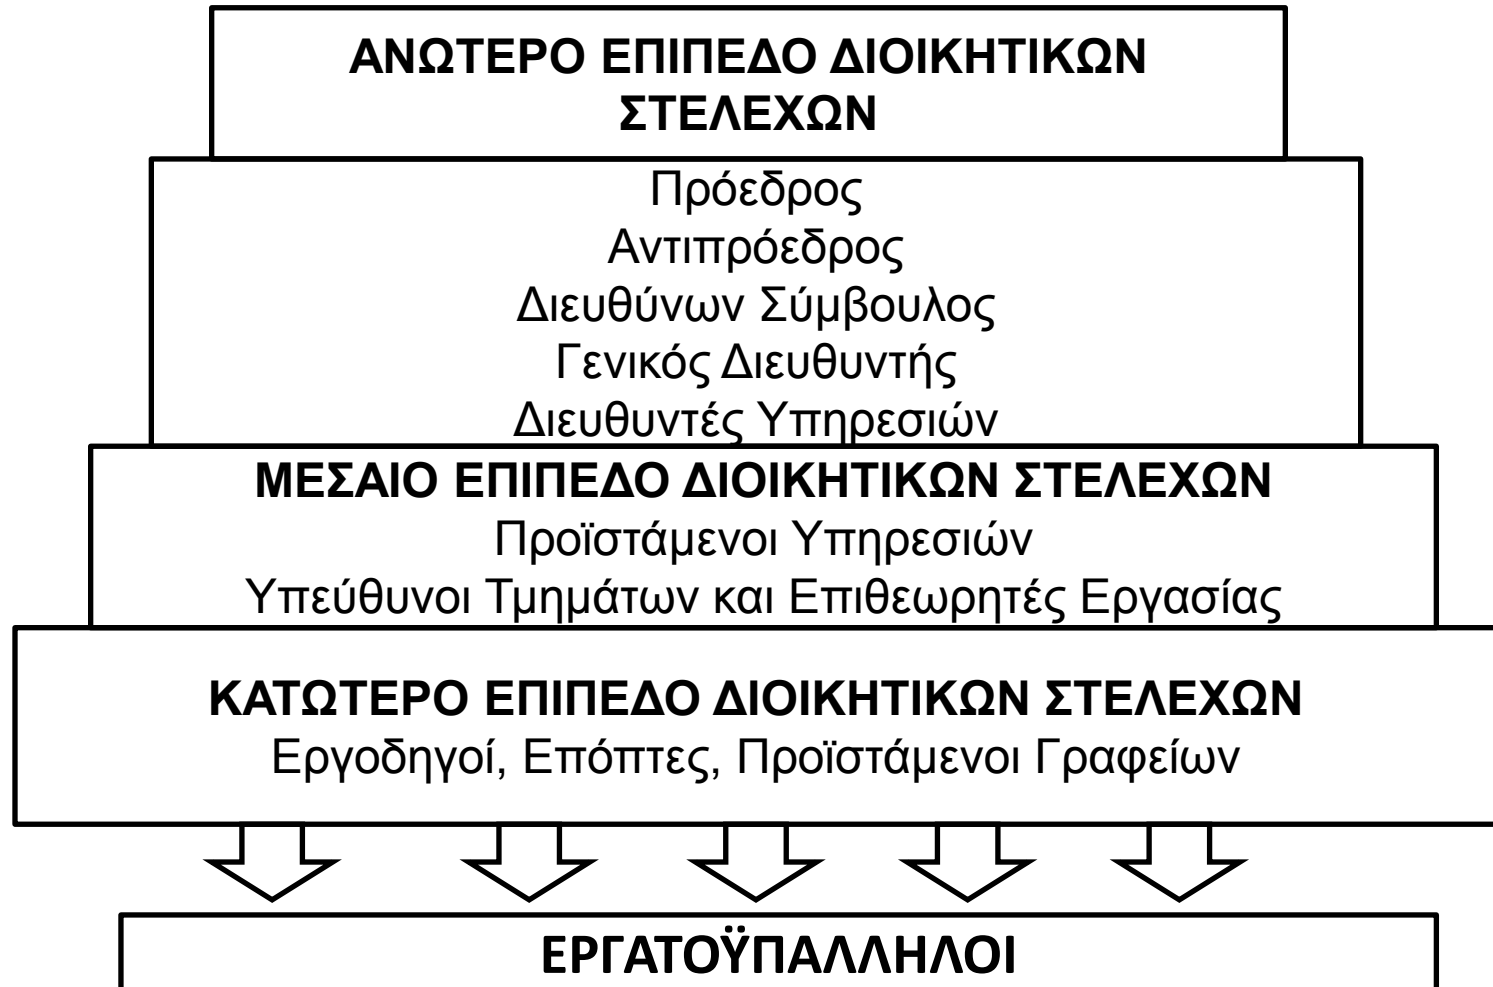 ΑΝΩΤΕΡΟ ΕΠΙΠΕΔΟ ΔΙΟΙΚΗΤΙΚΩΝ
ΣΤΕΛΕΧΩΝ
Πρόεδρος
Αντιπρόεδρος
Διευθύνων Σύμβουλος
Γενικός Διευθυντής
Διευθυντές Υπηρεσιών
ΜΕΣΑΙΟ ΕΠΙΠΕΔΟ ΔΙΟΙΚΗΤΙΚΩΝ ΣΤΕΛΕΧΩΝ
Προϊστάμενοι Υπηρεσιών
Υπεύθυνοι Τμημάτων και Επιθεωρητές Εργασίας
ΚΑΤΩΤΕΡΟ ΕΠΙΠΕΔΟ ΔΙΟΙΚΗΤΙΚΩΝ ΣΤΕΛΕΧΩΝ
Εργοδηγοί, Επόπτες, Προϊστάμενοι Γραφείων
ΕΡΓΑΤΟΫΠΑΛΛΗΛΟΙ